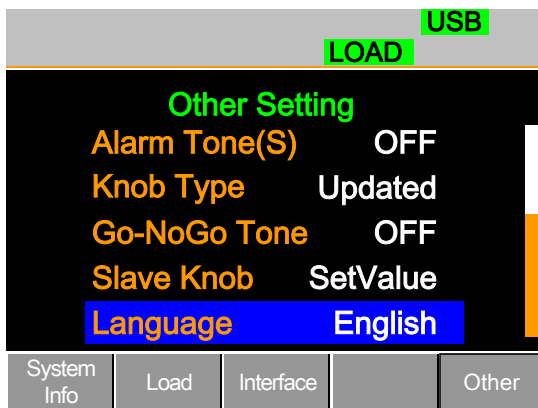 USB
LOAD
Other Setting
Alarm Tone(S) OFF
Knob Type Updated
Go-NoGo Tone OFF
Slave Knob SetValue
Language English
System Info Load Interface Other